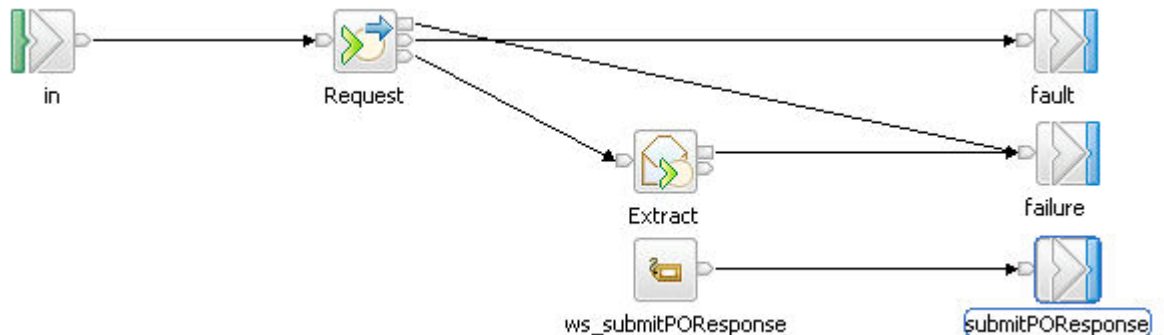 in
Request
fault
Extract
failure
ws_submitPOResponse
submitPOResponse